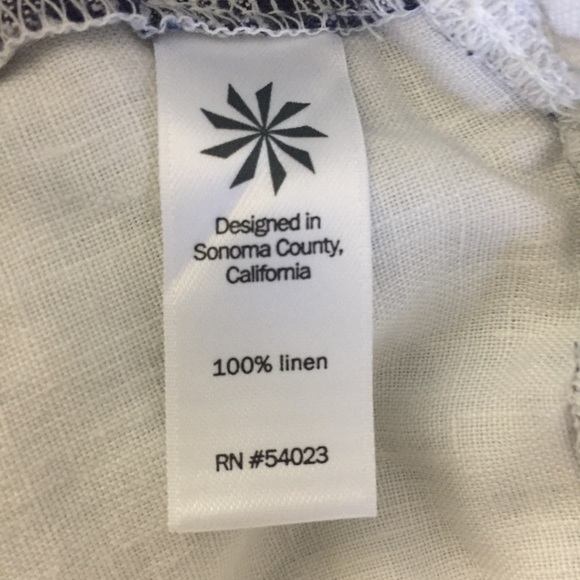 Designed in
Sonoma County,
California
100% linen
RN #54023